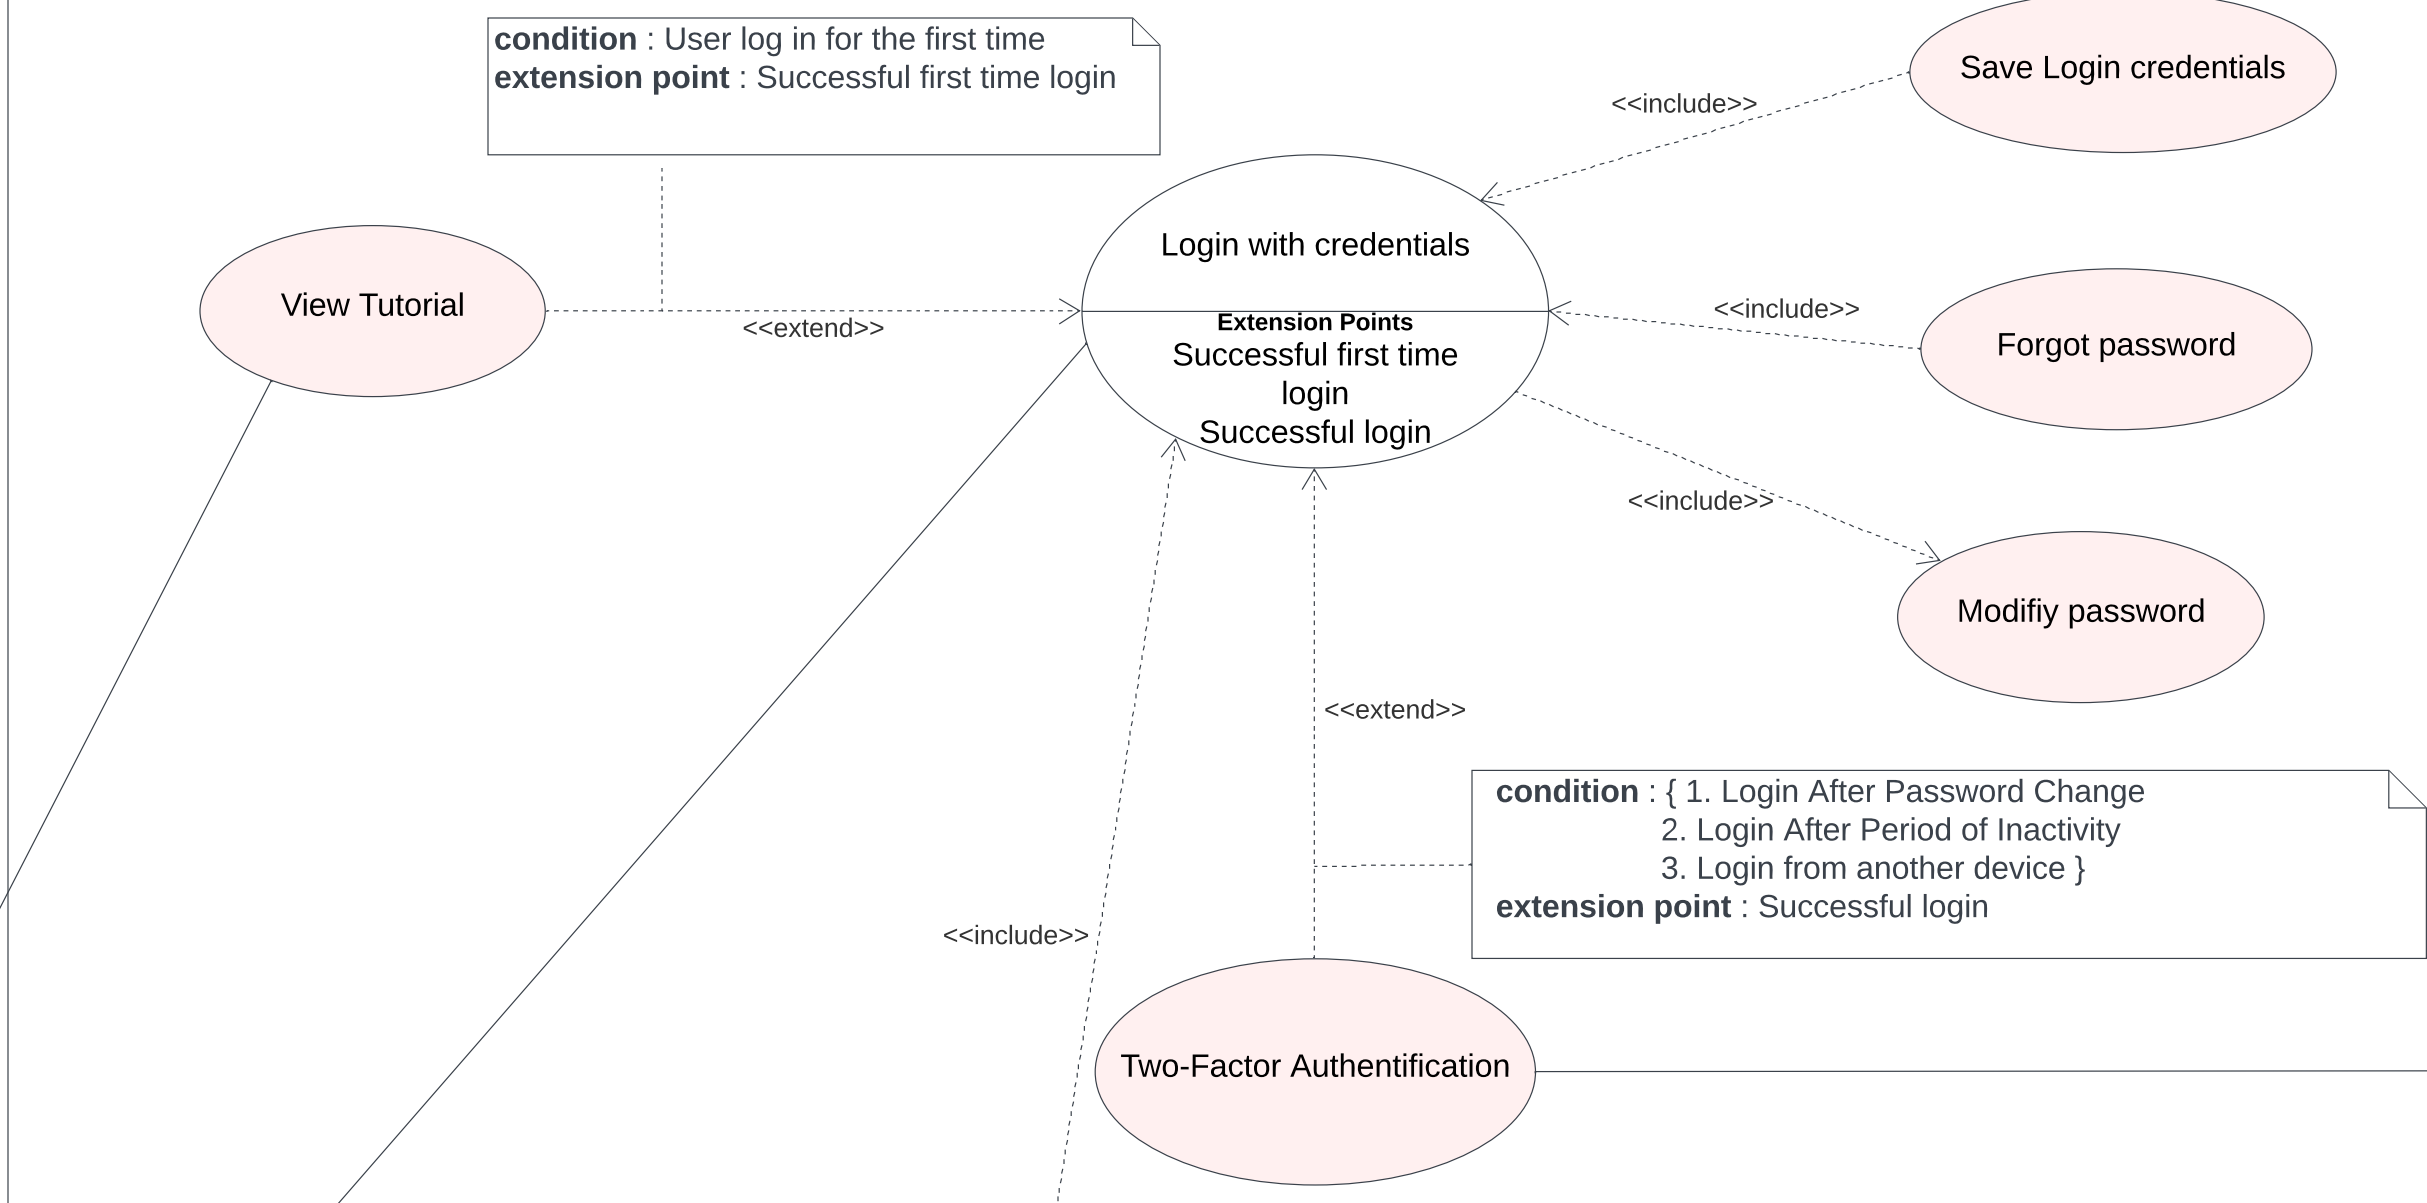 condition : User log in for the first time
extension point : Successful first time login
Save Login credentials
<<include>>
Login with credentials
View Tutorial
<<extend>>
Extension Points
Successful first time
login
Successful login
<<include>>
Forgot password
<<include>>
Modifiy password
<<extend>>
condition : { 1. Login After Password Change
2. Login After Period of Inactivity
3. Login from another device }
extension point : Successful login
<<include>>
Two-Factor Authentification